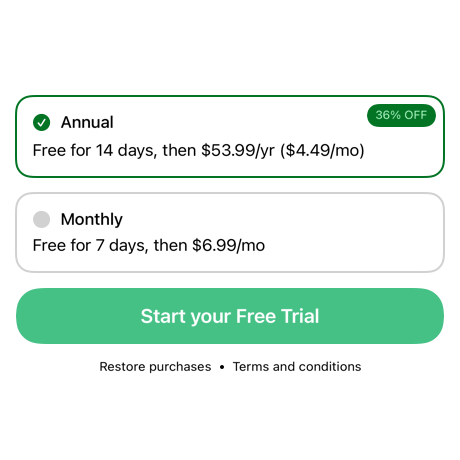 36% OFF
Annual
Free for 14 days, then $53.99/yr ($4.49/mo)
Monthly
Free for 7 days, then $6.99/mo
Start your Free Trial
Restore purchases • Terms and conditions